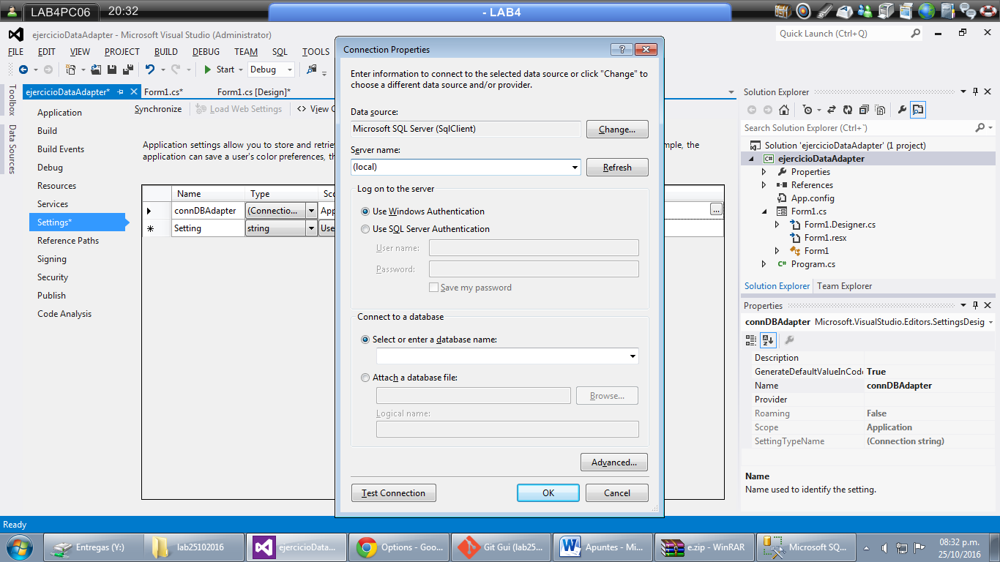 LAB4PC06 20:32 - LAB4
ejercicioDataAdapter - Microsoft Visual Studio (Administrator)
Quick Launch (Ctrl+Q)
FILE EDIT VIEW PROJECT BUILD DEBUG TEAM SQL TOOLS
Start Debug
Toolbox
Data Sources
ejercicioDataAdapter* Form1.cs* Form1.cs [Design]*
Application
Build
Build Events
Debug
Resources
Services
Settings*
Reference Paths
Signing
Security
Publish
Code Analysis
Synchronize Load Web Settings View C
Application settings allow you to store and retrie
mple, the
application can save a user's color preferences, th
Name Type Sco
connDBAdapter (Connectio... App
...
Setting string Use
Connection Properties
?
Enter information to connect to the selected data source or click "Change" to
choose a different data source and/or provider.
Data source:
Microsoft SQL Server (SqlClient) Change...
Server name:
(local) Refresh
Log on to the server
Use Windows Authentication
Use SQL Server Authentication
User name:
Password:
Save my password
Connect to a database
Select or enter a database name:
Attach a database file:
Browse...
Logical name:
Advanced...
Test Connection OK Cancel
Solution Explorer
Search Solution Explorer (Ctrl+¨)
Solution 'ejercicioDataAdapter' (1 project)
C# ejercicioDataAdapter
Properties
References
App.config
Form1.cs
Form1.Designer.cs
Form1.resx
Form1
C# Program.cs
Solution Explorer Team Explorer
Properties
connDBAdapter Microsoft.VisualStudio.Editors.SettingsDesig
Description
GenerateDefaultValueInCode True
Name connDBAdapter
Provider
Roaming False
Scope Application
SettingTypeName (Connection string)
Name
Name used to identify the setting.
Ready
Entregas (Y:) lab25102016 ejercicioData... Options - Goo... Git Gui (lab25... Apuntes - Mi... e.zip - WinRAR Microsoft SQ...
08:32 p.m.
25/10/2016